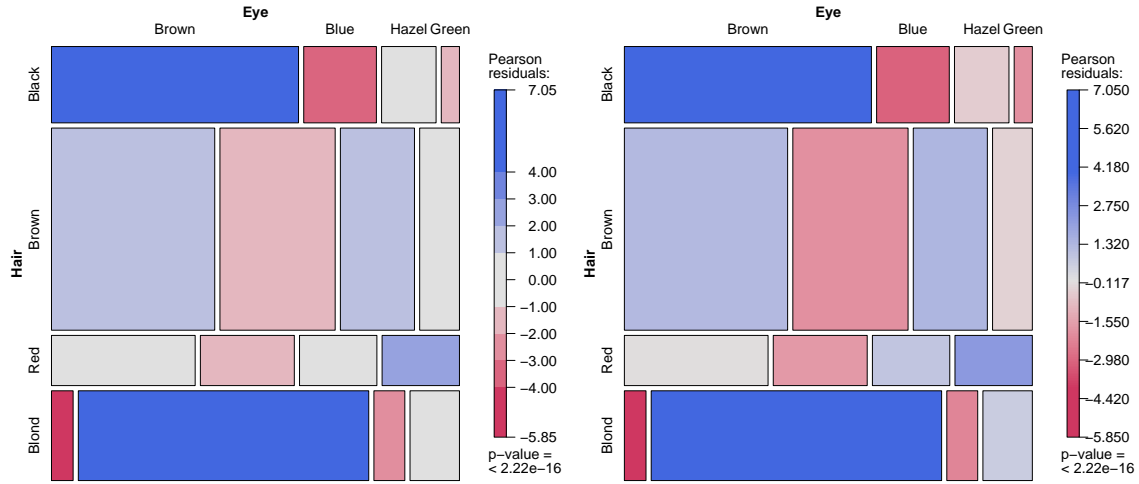 Eye
Brown Blue Hazel Green
Hair
Black
Brown
Red
Blond
Pearson
residuals:
7.05
4.00
3.00
2.00
1.00
0.00
−1.00
−2.00
−3.00
−4.00
−5.85
p−value =
< 2.22e−16
Eye
Brown Blue Hazel Green
Hair
Black
Brown
Red
Blond
Pearson
residuals:
7.050
5.620
4.180
2.750
1.320
−0.117
−1.550
−2.980
−4.420
−5.850
p−value =
< 2.22e−16